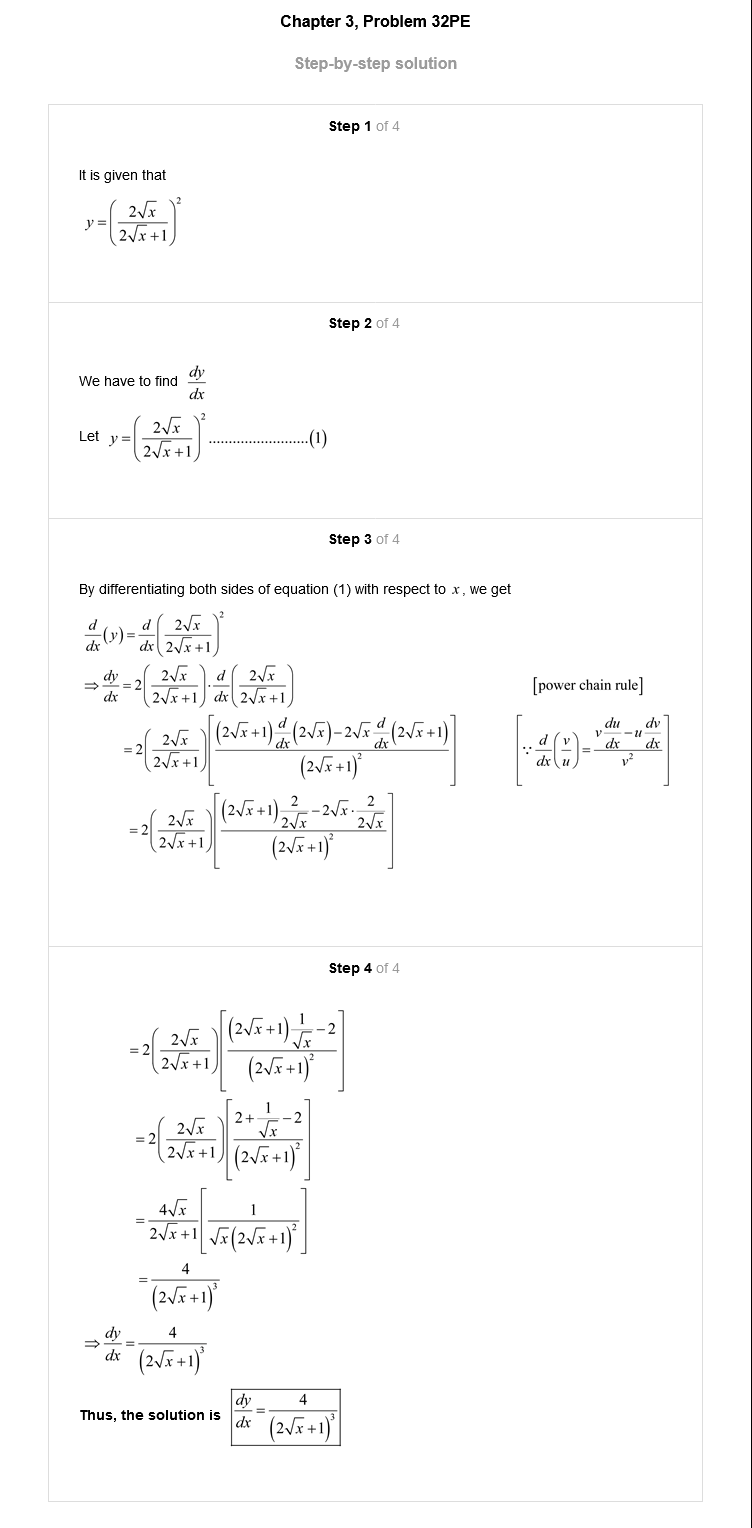 Chapter 3, Problem 32PE
Step-by-step solution
Step 1 of 4
It is given that
$y=\left(\frac{2\sqrt{x}}{2\sqrt{x}+1}\right)^2$
Step 2 of 4
We have to find $\frac{dy}{dx}$
Let $y=\left(\frac{2\sqrt{x}}{2\sqrt{x}+1}\right)^2$ .........................(1)
Step 3 of 4
By differentiating both sides of equation (1) with respect to $x$, we get
$\frac{d}{dx}(y)=\frac{d}{dx}\left(\frac{2\sqrt{x}}{2\sqrt{x}+1}\right)^2$
$\Rightarrow\frac{dy}{dx}=2\left(\frac{2\sqrt{x}}{2\sqrt{x}+1}\right)\cdot\frac{d}{dx}\left(\frac{2\sqrt{x}}{2\sqrt{x}+1}\right)$ [power chain rule]
$=2\left(\frac{2\sqrt{x}}{2\sqrt{x}+1}\right)\left[\frac{(2\sqrt{x}+1)\frac{d}{dx}(2\sqrt{x})-2\sqrt{x}\frac{d}{dx}(2\sqrt{x}+1)}{(2\sqrt{x}+1)^2}\right]$ $\left[\because\frac{d}{dx}\left(\frac{v}{u}\right)=\frac{v\frac{du}{dx}-u\frac{dv}{dx}}{v^2}\right]$
$=2\left(\frac{2\sqrt{x}}{2\sqrt{x}+1}\right)\left[\frac{(2\sqrt{x}+1)\frac{2}{2\sqrt{x}}-2\sqrt{x}\cdot\frac{2}{2\sqrt{x}}}{(2\sqrt{x}+1)^2}\right]$
Step 4 of 4
$=2\left(\frac{2\sqrt{x}}{2\sqrt{x}+1}\right)\left[\frac{(2\sqrt{x}+1)\frac{1}{\sqrt{x}}-2}{(2\sqrt{x}+1)^2}\right]$
$=2\left(\frac{2\sqrt{x}}{2\sqrt{x}+1}\right)\left[\frac{2+\frac{1}{\sqrt{x}}-2}{(2\sqrt{x}+1)^2}\right]$
$=\frac{4\sqrt{x}}{2\sqrt{x}+1}\left[\frac{1}{\sqrt{x}(2\sqrt{x}+1)^2}\right]$
$=\frac{4}{(2\sqrt{x}+1)^3}$
$\Rightarrow\frac{dy}{dx}=\frac{4}{(2\sqrt{x}+1)^3}$
Thus, the solution is $\boxed{\frac{dy}{dx}=\frac{4}{(2\sqrt{x}+1)^3}}$